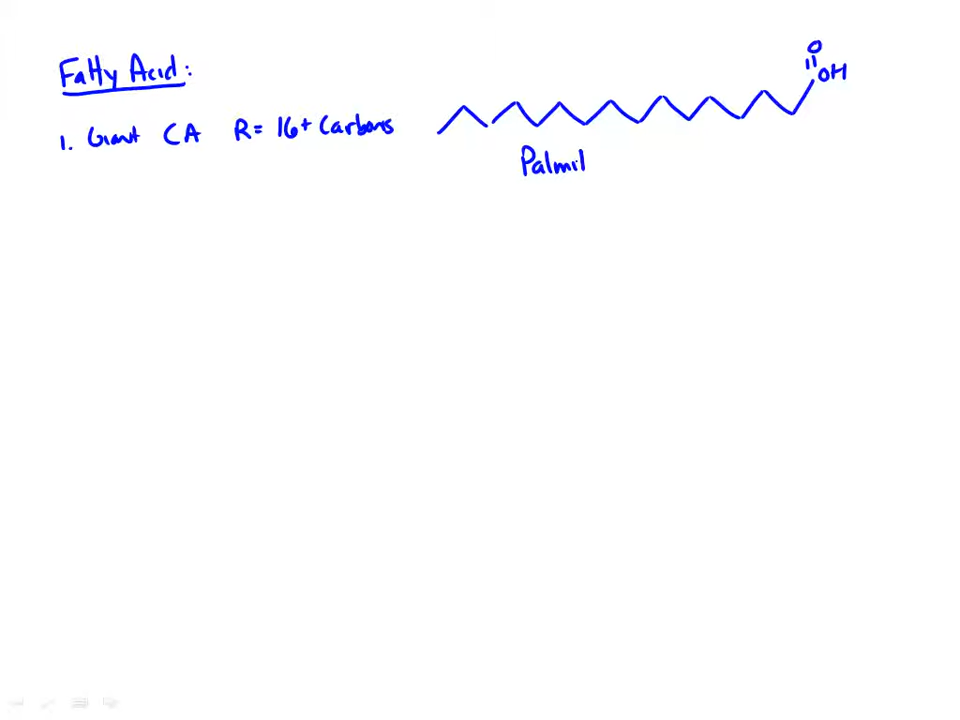 Fatty Acid:
1. Giant CA R= 16+ Carbons
O
OH
Palmil